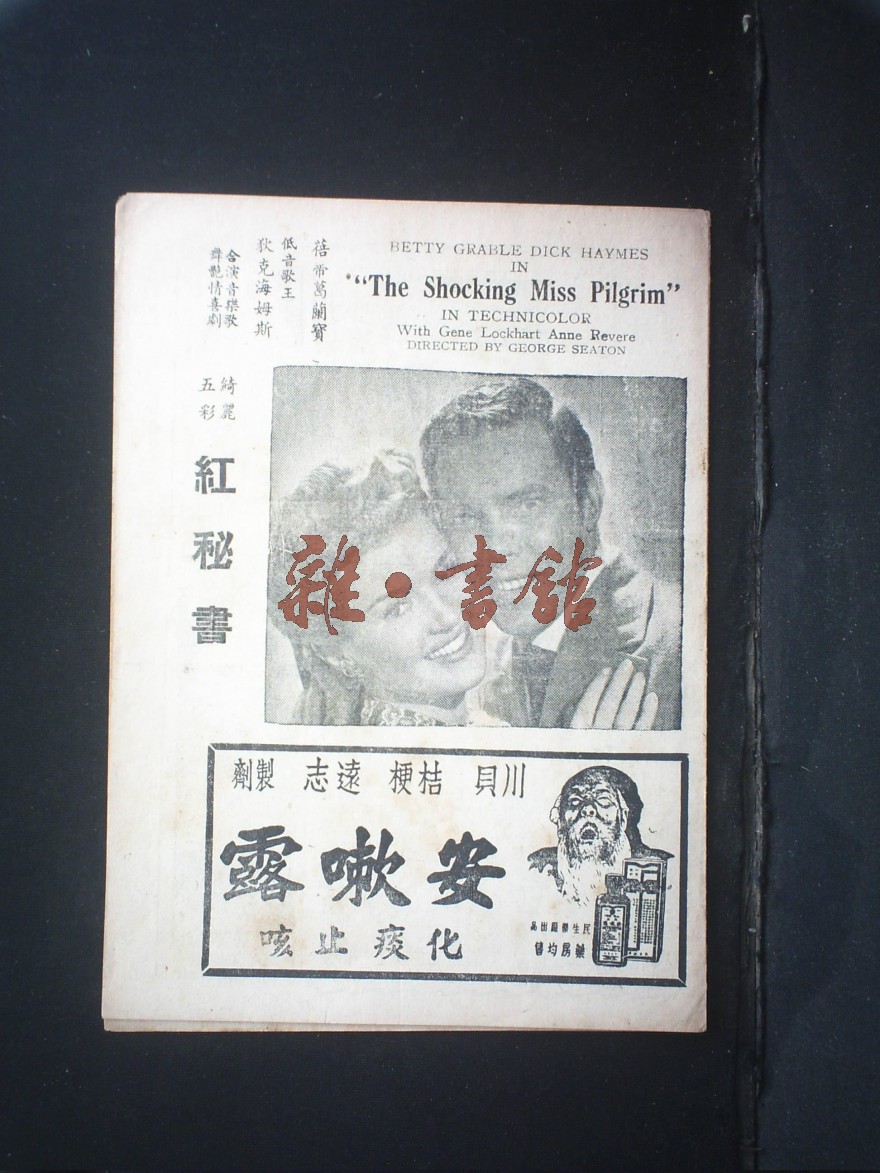 BETTY GRABLE DICK HAYMES
IN
"The Shocking Miss Pilgrim"
IN TECHNICOLOR
With Gene Lockhart Anne Revere
DIRECTED BY GEORGE SEATON
蓓蒂葛蘭寶
低音歌王
狄克海姆斯
合演音樂歌
舞艷情喜劇
綺麗
五彩
紅秘書
雜·書館
川貝 桔梗 遠志 製劑
安嗽露
化痰止咳
民生藥廠出品
藥房均售